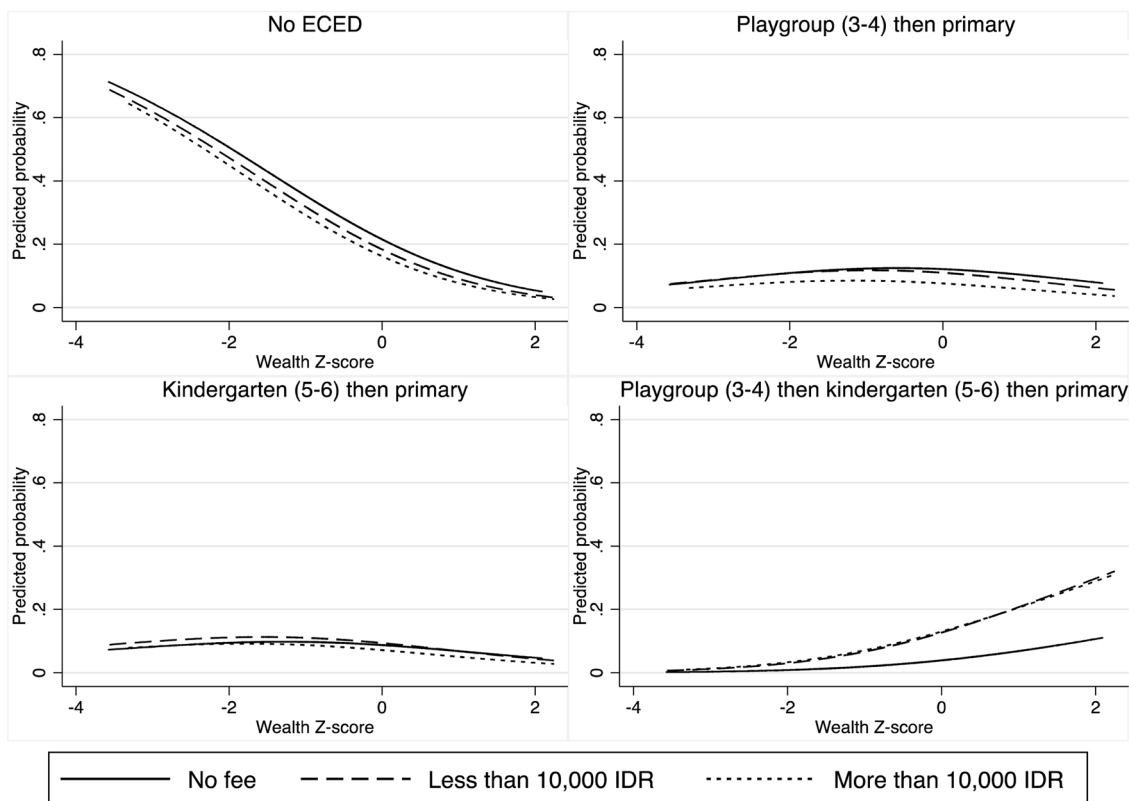 No ECED
Playgroup (3-4) then primary
.8
.6
.4
.2
0
Predicted probability
-4
-2
0
2
Wealth Z-score
.8
.6
.4
.2
0
Predicted probability
-4
-2
0
2
Wealth Z-score
Kindergarten (5-6) then primary
Playgroup (3-4) then kindergarten (5-6) then primary
.8
.6
.4
.2
0
Predicted probability
-4
-2
0
2
Wealth Z-score
.8
.6
.4
.2
0
Predicted probability
-4
-2
0
2
Wealth Z-score
No fee
Less than 10,000 IDR
More than 10,000 IDR